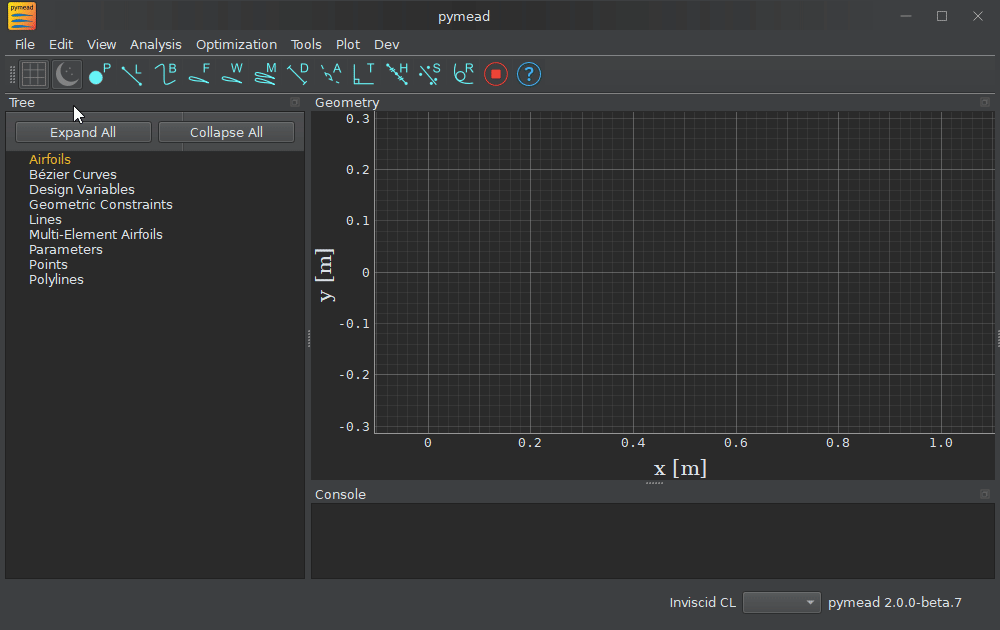 pymead
pymead
File Edit View Analysis Optimization Tools Plot Dev
P L B F W M D A T H S R ?
Tree
Geometry
Expand All Collapse All
Airfoils
Bézier Curves
Design Variables
Geometric Constraints
Lines
Multi-Element Airfoils
Parameters
Points
Polylines
0.3
0.2
0.1
0
-0.1
-0.2
-0.3
y [m]
0 0.2 0.4 0.6 0.8 1.0
x [m]
Console
Inviscid CL pymead 2.0.0-beta.7